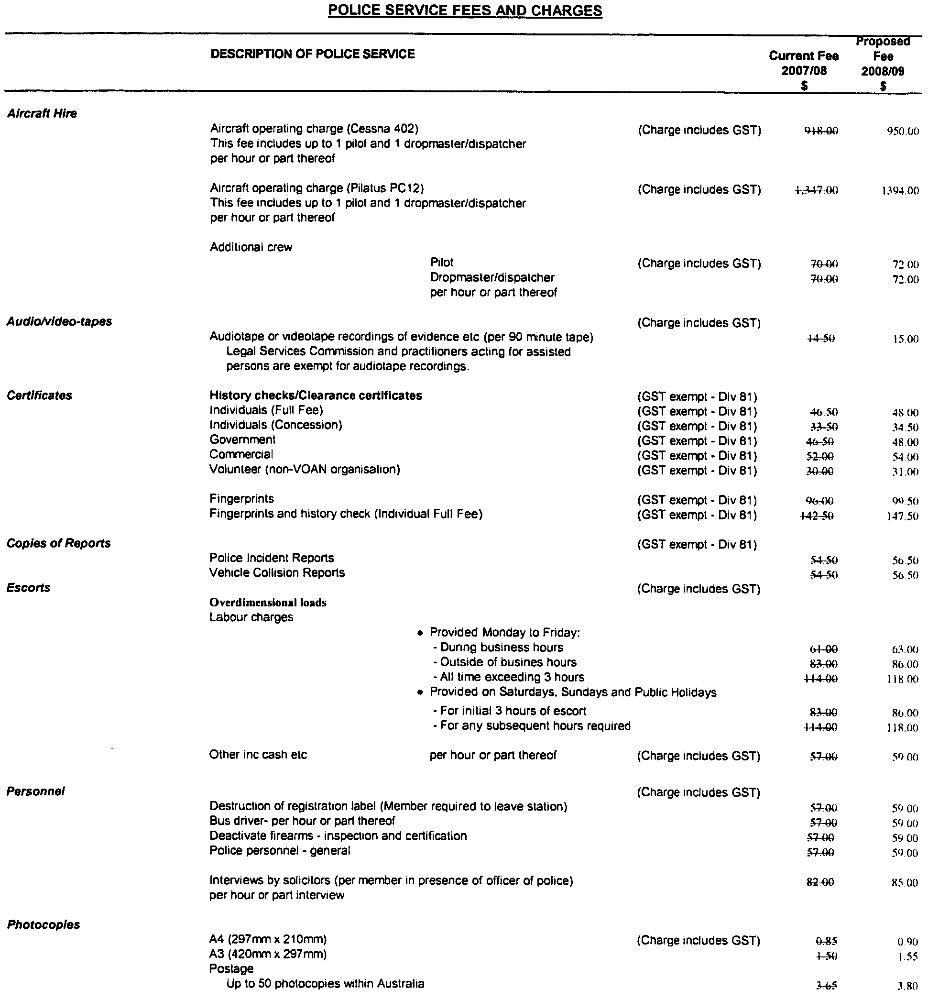 POLICE SERVICE FEES AND CHARGES
DESCRIPTION OF POLICE SERVICE
Current Fee 2007/08 $
Proposed Fee 2008/09 $
Aircraft Hire
Aircraft operating charge (Cessna 402) (Charge includes GST) 918.00 950.00
This fee includes up to 1 pilot and 1 dropmaster/dispatcher
per hour or part thereof
Aircraft operating charge (Pilatus PC12) (Charge includes GST) 1,347.00 1394.00
This fee includes up to 1 pilot and 1 dropmaster/dispatcher
per hour or part thereof
Additional crew
Pilot (Charge includes GST) 70.00 72.00
Dropmaster/dispatcher 70.00 72.00
per hour or part thereof
Audio/video-tapes (Charge includes GST)
Audiotape or videotape recordings of evidence etc (per 90 minute tape) 14.50 15.00
Legal Services Commission and practitioners acting for assisted
persons are exempt for audiotape recordings.
Certificates History checks/Clearance certificates (GST exempt - Div 81)
Individuals (Full Fee) (GST exempt - Div 81) 46.50 48.00
Individuals (Concession) (GST exempt - Div 81) 33.50 34.50
Government (GST exempt - Div 81) 46.50 48.00
Commercial (GST exempt - Div 81) 52.00 54.00
Volunteer (non-VOAN organisation) (GST exempt - Div 81) 30.00 31.00
Fingerprints (GST exempt - Div 81) 96.00 99.50
Fingerprints and history check (Individual Full Fee) (GST exempt - Div 81) 142.50 147.50
Copies of Reports (GST exempt - Div 81)
Police Incident Reports 54.50 56.50
Vehicle Collision Reports 54.50 56.50
Escorts (Charge includes GST)
Overdimensional loads
Labour charges
• Provided Monday to Friday:
- During business hours 61.00 63.00
- Outside of busines hours 83.00 86.00
- All time exceeding 3 hours 114.00 118.00
• Provided on Saturdays, Sundays and Public Holidays
- For initial 3 hours of escort 83.00 86.00
- For any subsequent hours required 114.00 118.00
Other inc cash etc per hour or part thereof (Charge includes GST) 57.00 59.00
Personnel (Charge includes GST)
Destruction of registration label (Member required to leave station) 57.00 59.00
Bus driver- per hour or part thereof 57.00 59.00
Deactivate firearms - inspection and certification 57.00 59.00
Police personnel - general 57.00 59.00
Interviews by solicitors (per member in presence of officer of police) 82.00 85.00
per hour or part interview
Photocopies
A4 (297mm x 210mm) (Charge includes GST) 0.85 0.90
A3 (420mm x 297mm) 1.50 1.55
Postage
Up to 50 photocopies within Australia 3.65 3.80